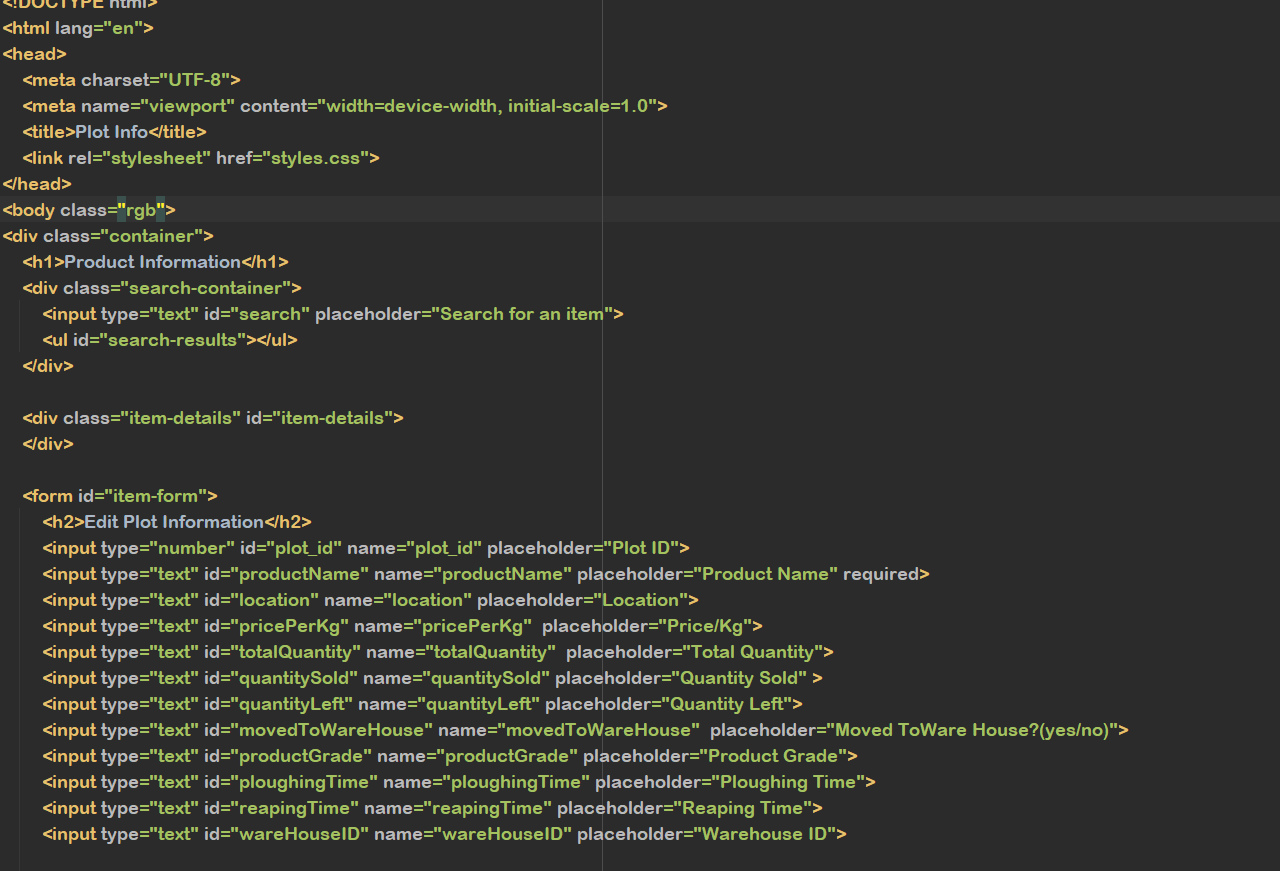 <!DOCTYPE html>
<html lang="en">
<head>
    <meta charset="UTF-8">
    <meta name="viewport" content="width=device-width, initial-scale=1.0">
    <title>Plot Info</title>
    <link rel="stylesheet" href="styles.css">
</head>
<body class="rgb">
<div class="container">
    <h1>Product Information</h1>
    <div class="search-container">
        <input type="text" id="search" placeholder="Search for an item">
        <ul id="search-results"></ul>
    </div>

    <div class="item-details" id="item-details">
    </div>

    <form id="item-form">
        <h2>Edit Plot Information</h2>
        <input type="number" id="plot_id" name="plot_id" placeholder="Plot ID">
        <input type="text" id="productName" name="productName" placeholder="Product Name" required>
        <input type="text" id="location" name="location" placeholder="Location">
        <input type="text" id="pricePerKg" name="pricePerKg"  placeholder="Price/Kg">
        <input type="text" id="totalQuantity" name="totalQuantity"  placeholder="Total Quantity">
        <input type="text" id="quantitySold" name="quantitySold" placeholder="Quantity Sold" >
        <input type="text" id="quantityLeft" name="quantityLeft" placeholder="Quantity Left">
        <input type="text" id="movedToWareHouse" name="movedToWareHouse"  placeholder="Moved ToWare House?(yes/no)">
        <input type="text" id="productGrade" name="productGrade" placeholder="Product Grade">
        <input type="text" id="ploughingTime" name="ploughingTime" placeholder="Ploughing Time">
        <input type="text" id="reapingTime" name="reapingTime" placeholder="Reaping Time">
        <input type="text" id="wareHouseID" name="wareHouseID" placeholder="Warehouse ID">